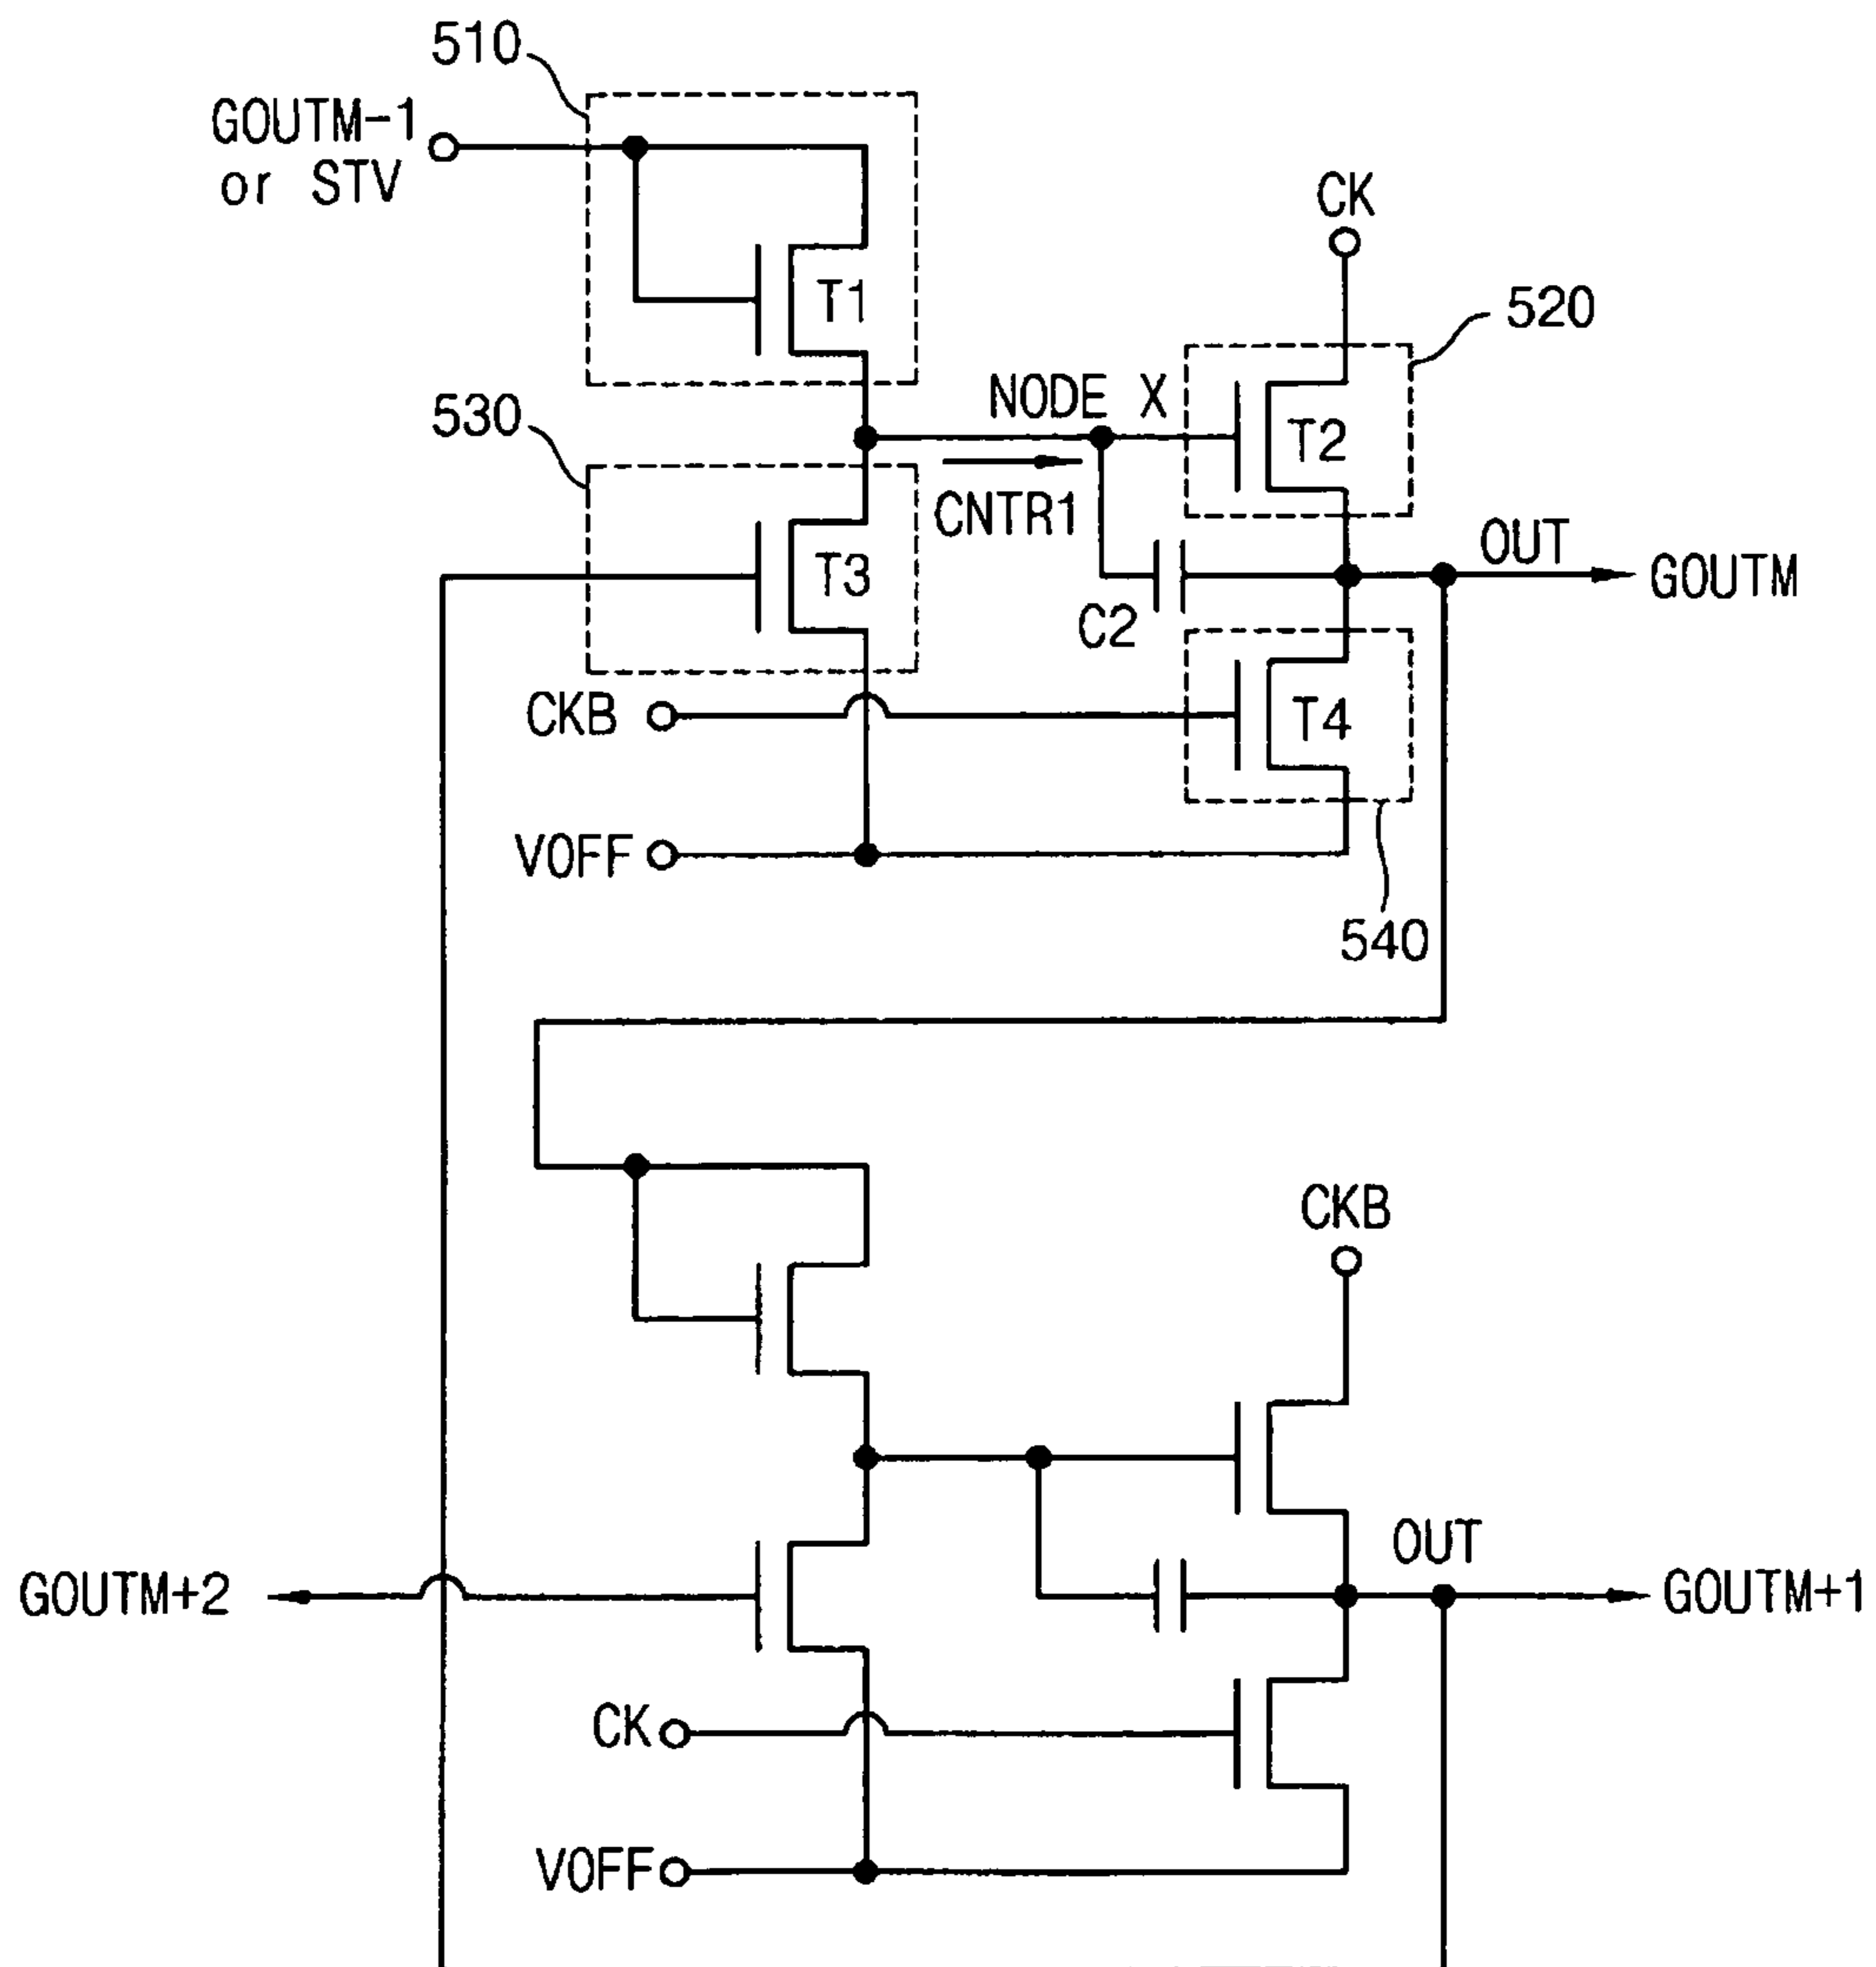 510
GOUTM-1
or STV
CK
T1
520
NODE X
530
T2
CNTR1
OUT
T3
GOUTM
C2
CKB
T4
VOFF
540
CKB
OUT
GOUTM+2
GOUTM+1
CK
VOFF